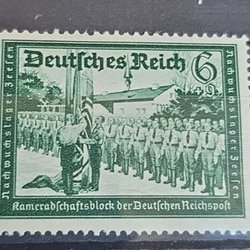 Deutsches Reich 6+9
Nachwuchslager Zeesen
Nachwuchslager Zeesen
Kameradschaftsblock der Deutschen Reichspost